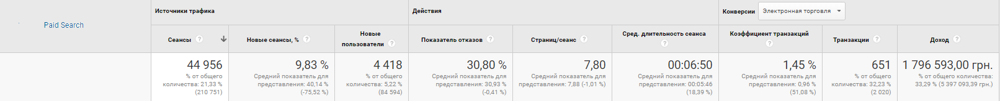 Paid Search
Источники трафика
Действия
Конверсии Электронная торговля
Сеансы ?
Новые сеансы, % ?
Новые
пользователи ?
Показатель отказов ?
Страниц/сеанс ?
Сред. длительность сеанса
?
Коэффициент транзакций
?
Транзакции ?
Доход ?
44 956
% от общего
количества: 21,33 %
(210 751)
9,83 %
Средний показатель для
представления: 40,14 %
(-75,52 %)
4 418
% от общего
количества: 5,22 %
(84 594)
30,80 %
Средний показатель для
представления: 30,93 %
(-0,41 %)
7,80
Средний показатель для
представления: 7,88 (-1,01 %)
00:06:50
Средний показатель для
представления: 00:05:46
(18,39 %)
1,45 %
Средний показатель для
представления: 0,96 %
(51,08 %)
651
% от общего
количества: 32,23 %
(2 020)
1 796 593,00 грн.
% от общего количества:
33,29 % (5 397 093,39 грн.)